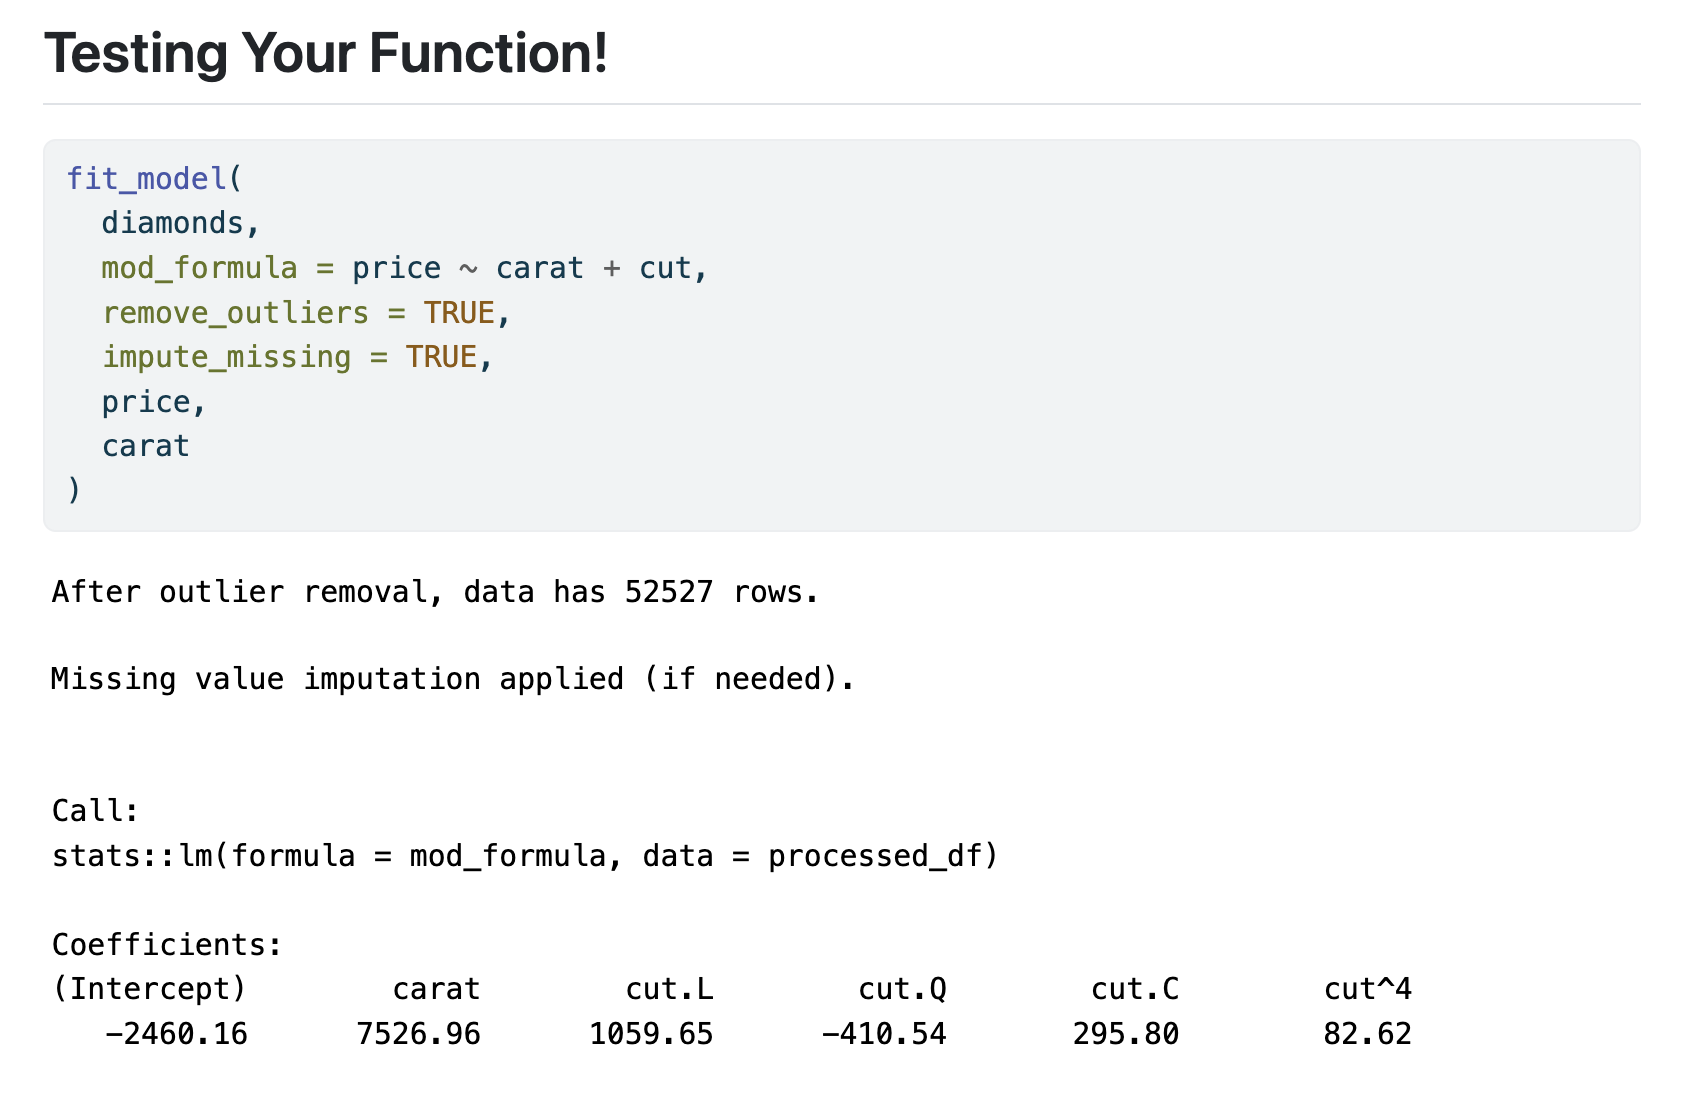 Testing Your Function!
fit_model(
  diamonds,
  mod_formula = price ~ carat + cut,
  remove_outliers = TRUE,
  impute_missing = TRUE,
  price,
  carat
)
After outlier removal, data has 52527 rows.
Missing value imputation applied (if needed).
Call:
stats::lm(formula = mod_formula, data = processed_df)
Coefficients:
(Intercept)        carat        cut.L        cut.Q        cut.C        cut^4
   −2460.16      7526.96      1059.65      −410.54       295.80        82.62